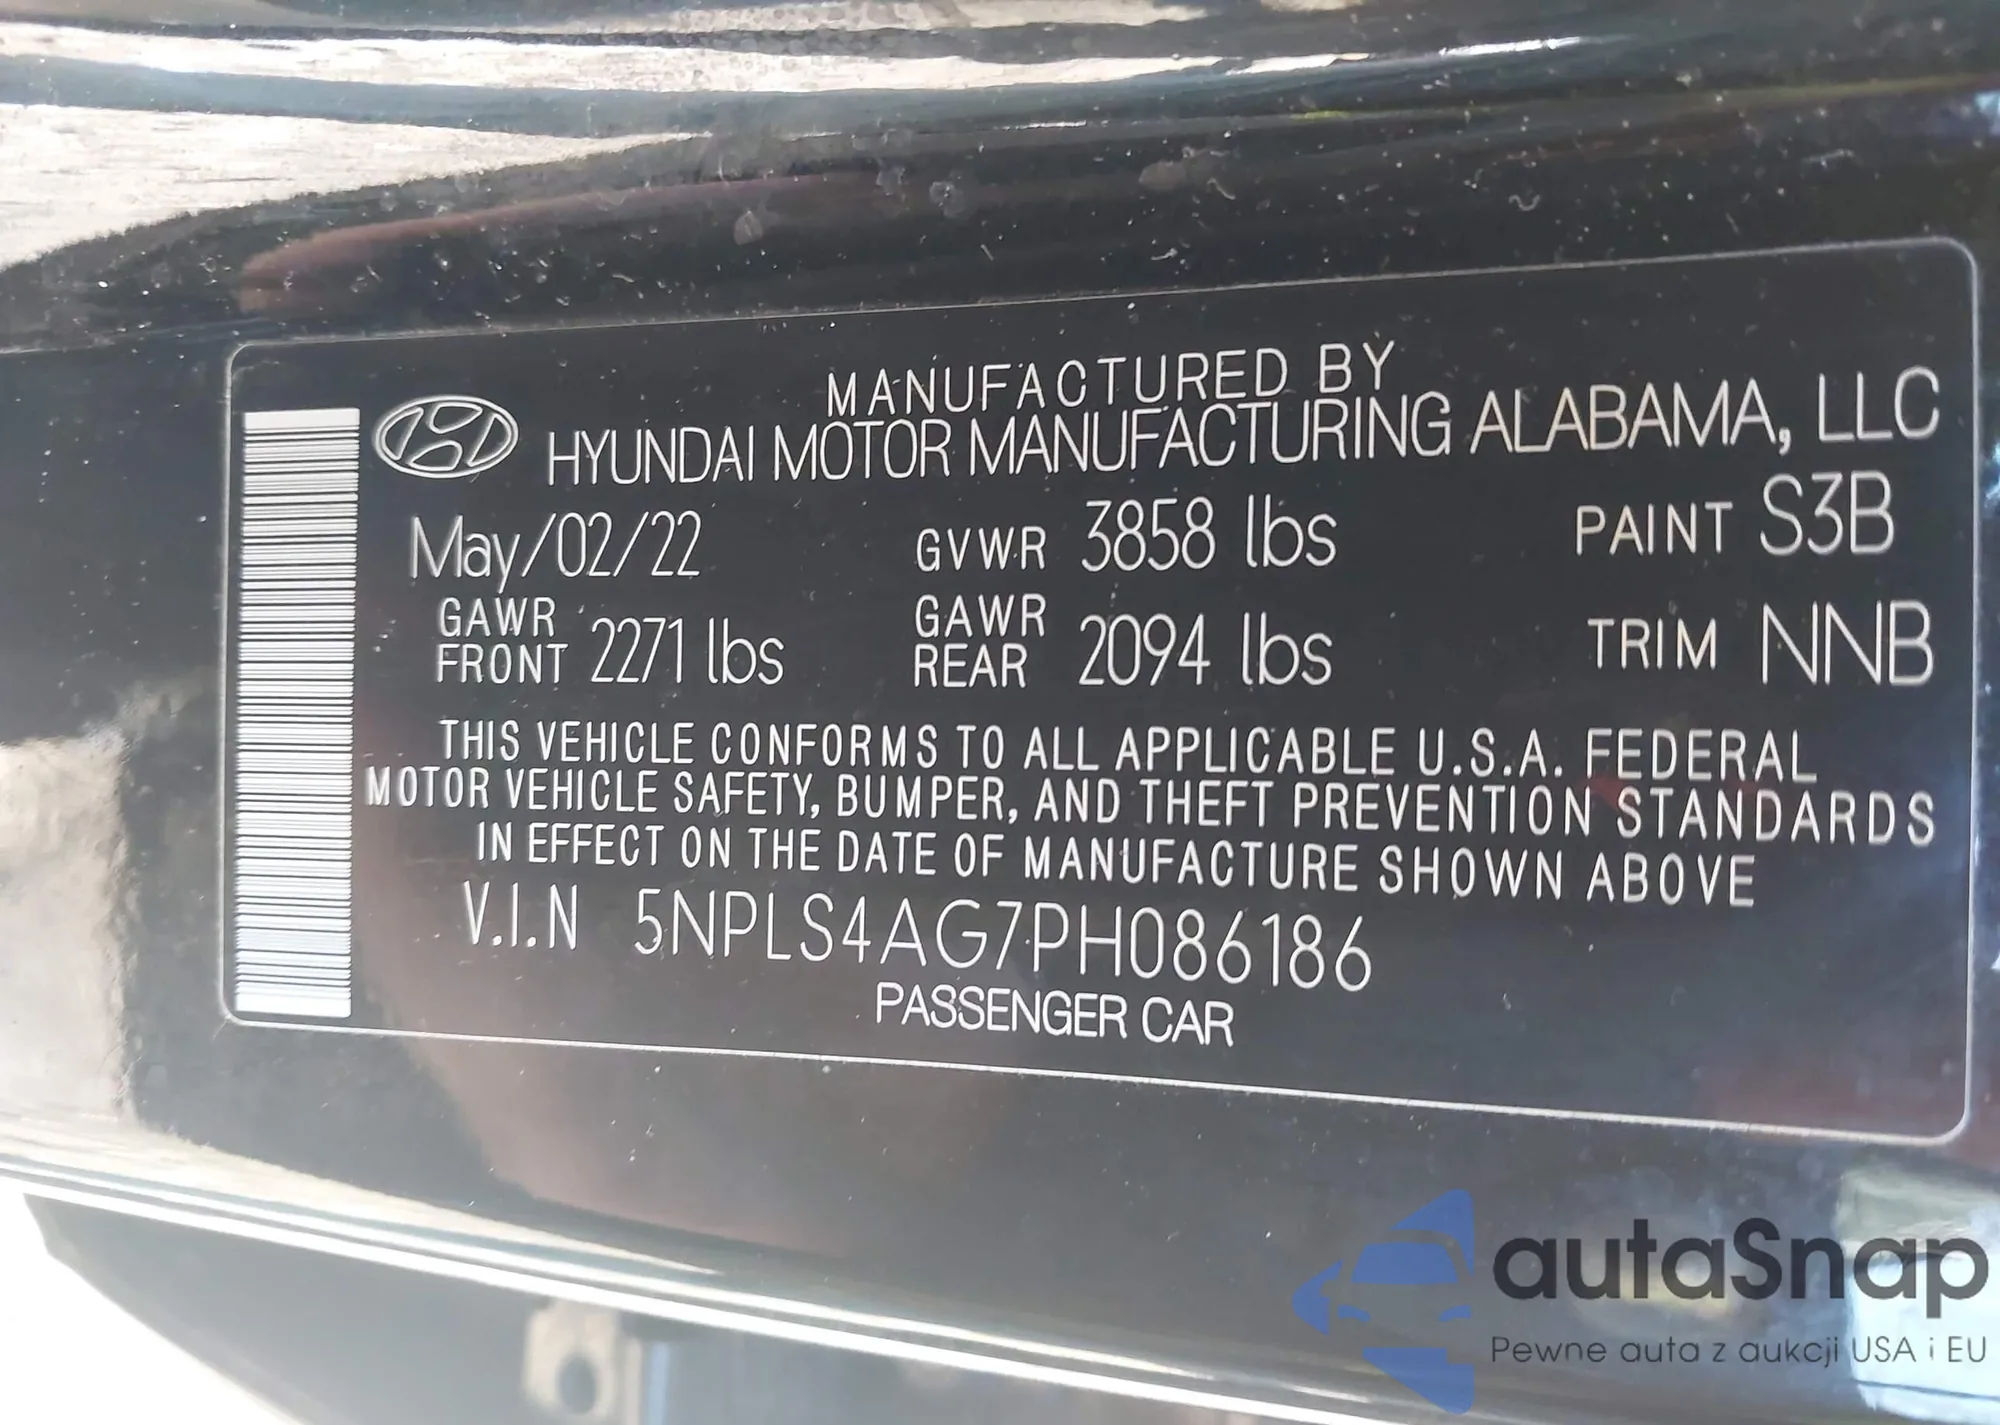 MANUFACTURED BY
HYUNDAI MOTOR MANUFACTURING ALABAMA, LLC
May/02/22 GVWR 3858 lbs PAINT S3B
GAWR FRONT 2271 lbs GAWR REAR 2094 lbs TRIM NNB
THIS VEHICLE CONFORMS TO ALL APPLICABLE U.S.A. FEDERAL
MOTOR VEHICLE SAFETY, BUMPER, AND THEFT PREVENTION STANDARDS
IN EFFECT ON THE DATE OF MANUFACTURE SHOWN ABOVE
V.I.N 5NPLS4AG7PH086186
PASSENGER CAR
autaSnap
Pewne auta z aukcji USA i EU